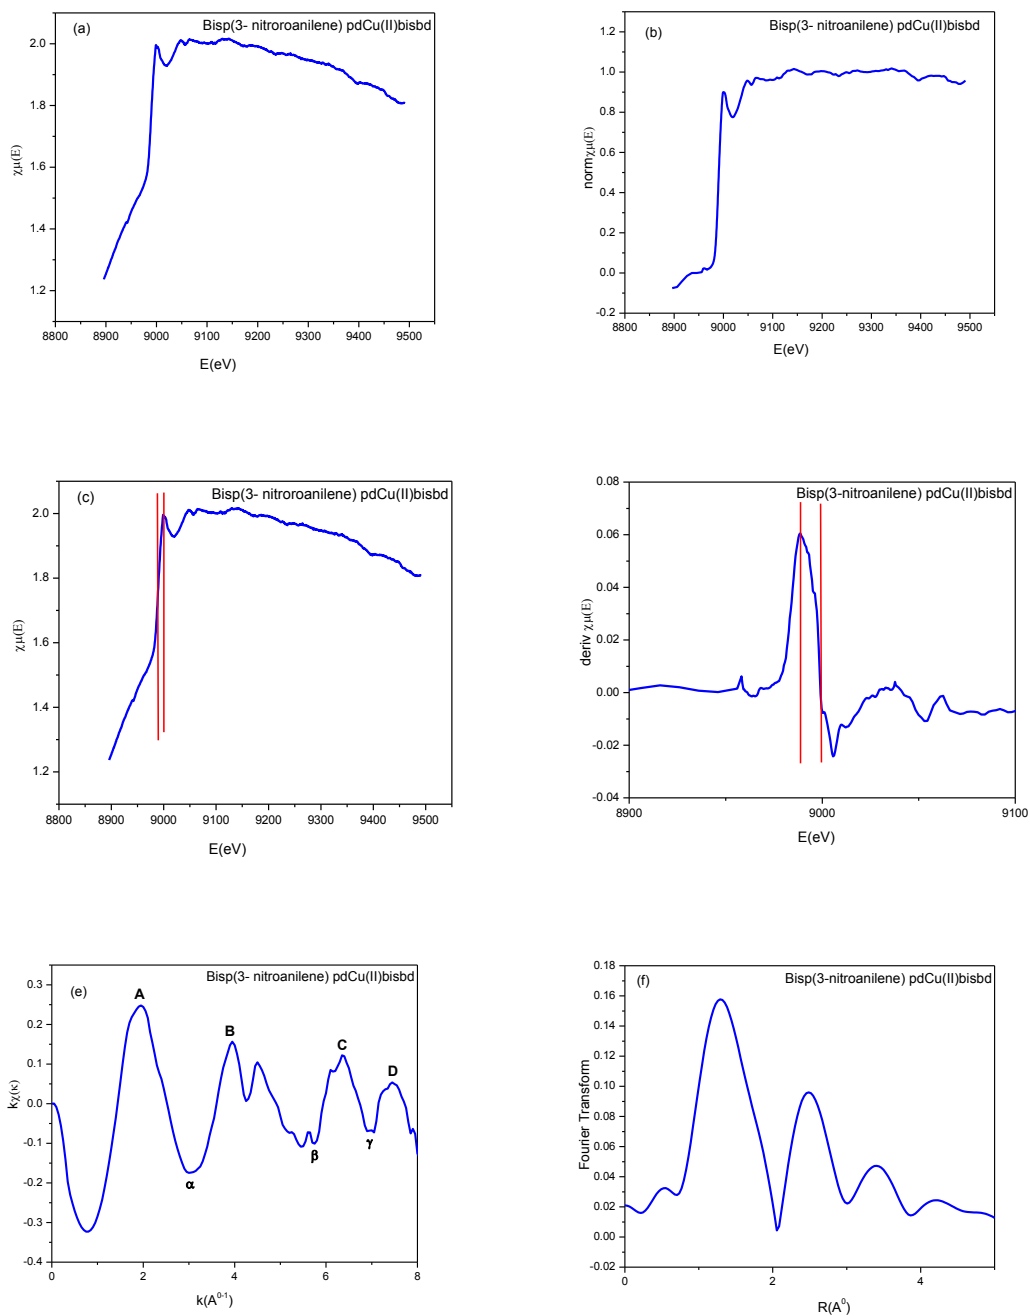 (a)
Bisp(3- nitroroanilene) pdCu(II)bisbd
2.0
1.8
1.6
1.4
1.2
χμ(E)
8800 8900 9000 9100 9200 9300 9400 9500
E(eV)
(b)
Bisp(3- nitroroanilene) pdCu(II)bisbd
1.2
1.0
0.8
0.6
0.4
0.2
0.0
-0.2
normχμ(E)
8800 8900 9000 9100 9200 9300 9400 9500
E(eV)
(c)
Bisp(3- nitroroanilene) pdCu(II)bisbd
2.0
1.8
1.6
1.4
1.2
χμ(E)
8800 8900 9000 9100 9200 9300 9400 9500
E(eV)
Bisp(3-nitroanilene) pdCu(II)bisbd
0.08
0.06
0.04
0.02
0.00
-0.02
-0.04
deriv χμ(E)
8900 9000 9100
E(eV)
(e)
Bisp(3- nitroanilene) pdCu(II)bisbd
0.3
0.2
0.1
0.0
-0.1
-0.2
-0.3
-0.4
kχ(κ)
A
B
C
D
α
β
γ
0 2 4 6 8
k(A⁰⁻¹)
(f)
Bisp(3-nitroanilene) pdCu(II)bisbd
0.18
0.16
0.14
0.12
0.10
0.08
0.06
0.04
0.02
0.00
-0.02
Fourier Transform
0 2 4
R(A⁰)